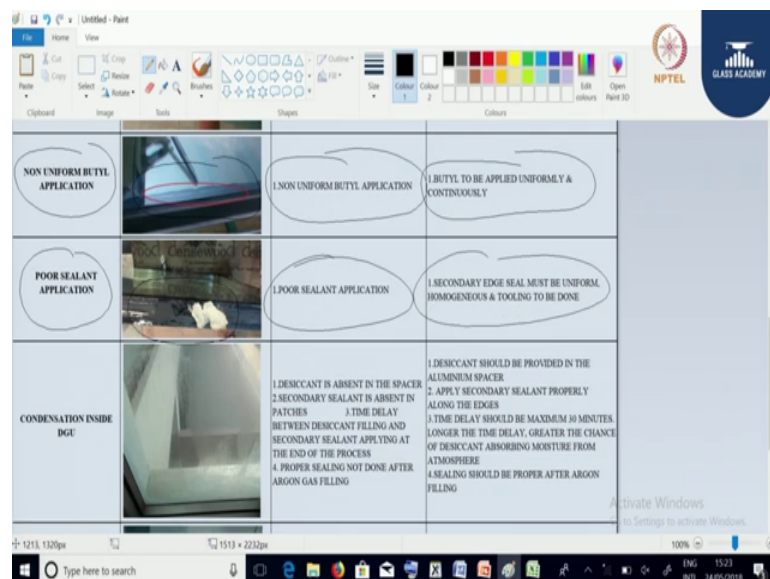 Untitled - Paint
File Home View
Paste
Cut
Copy
Clipboard
Select
Crop
Resize
Rotate
Image
Tools
Brushes
Shapes
Outline
Fill
Size
Colour 1
Colour 2
Colours
Edit colours
Open Paint 3D
NPTEL
GLASS ACADEMY
NON UNIFORM BUTYL
APPLICATION
1.NON UNIFORM BUTYL APPLICATION
1.BUTYL TO BE APPLIED UNIFORMLY &
CONTINUOUSLY
POOR SEALANT
APPLICATION
1.POOR SEALANT APPLICATION
1.SECONDARY EDGE SEAL MUST BE UNIFORM,
HOMOGENEOUS & TOOLING TO BE DONE
CONDENSATION INSIDE
DGU
1.DESICCANT IS ABSENT IN THE SPACER
2.SECONDARY SEALANT IS ABSENT IN
PATCHES 3.TIME DELAY
BETWEEN DESICCANT FILLING AND
SECONDARY SEALANT APPLYING AT
THE END OF THE PROCESS
4. PROPER SEALING NOT DONE AFTER
ARGON GAS FILLING
1.DESICCANT SHOULD BE PROVIDED IN THE
ALUMINIUM SPACER
2. APPLY SECONDARY SEALANT PROPERLY
ALONG THE EDGES
3.TIME DELAY SHOULD BE MAXIMUM 30 MINUTES.
LONGER THE TIME DELAY, GREATER THE CHANCE
OF DESICCANT ABSORBING MOISTURE FROM
ATMOSPHERE
4.SEALING SHOULD BE PROPER AFTER ARGON
FILLING
Activate Windows
Go to Settings to activate Windows.
1213, 1320px
1513 × 2232px
100%
Type here to search
ENG
INTL
15:23
24/05/2018